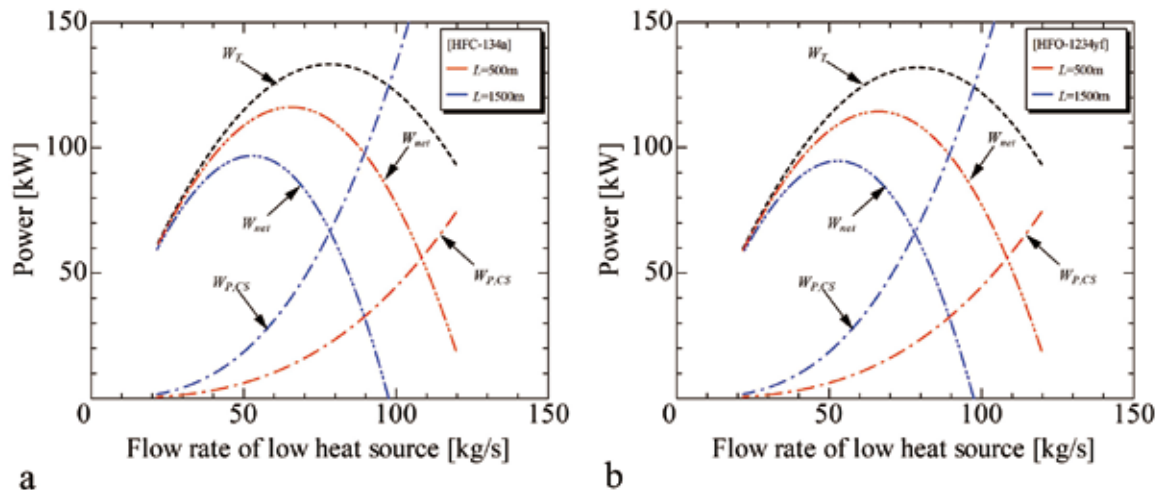 150
100
50
0
50
100
150
Power [kW]
Flow rate of low heat source [kg/s]
[HFC-134a]
L=500m
L=1500m
W_T
W_net
W_net
W_P,CS
W_P,CS
a
150
100
50
0
50
100
150
Power [kW]
Flow rate of low heat source [kg/s]
[HFO-1234yf]
L=500m
L=1500m
W_T
W_net
W_net
W_P,CS
W_P,CS
b